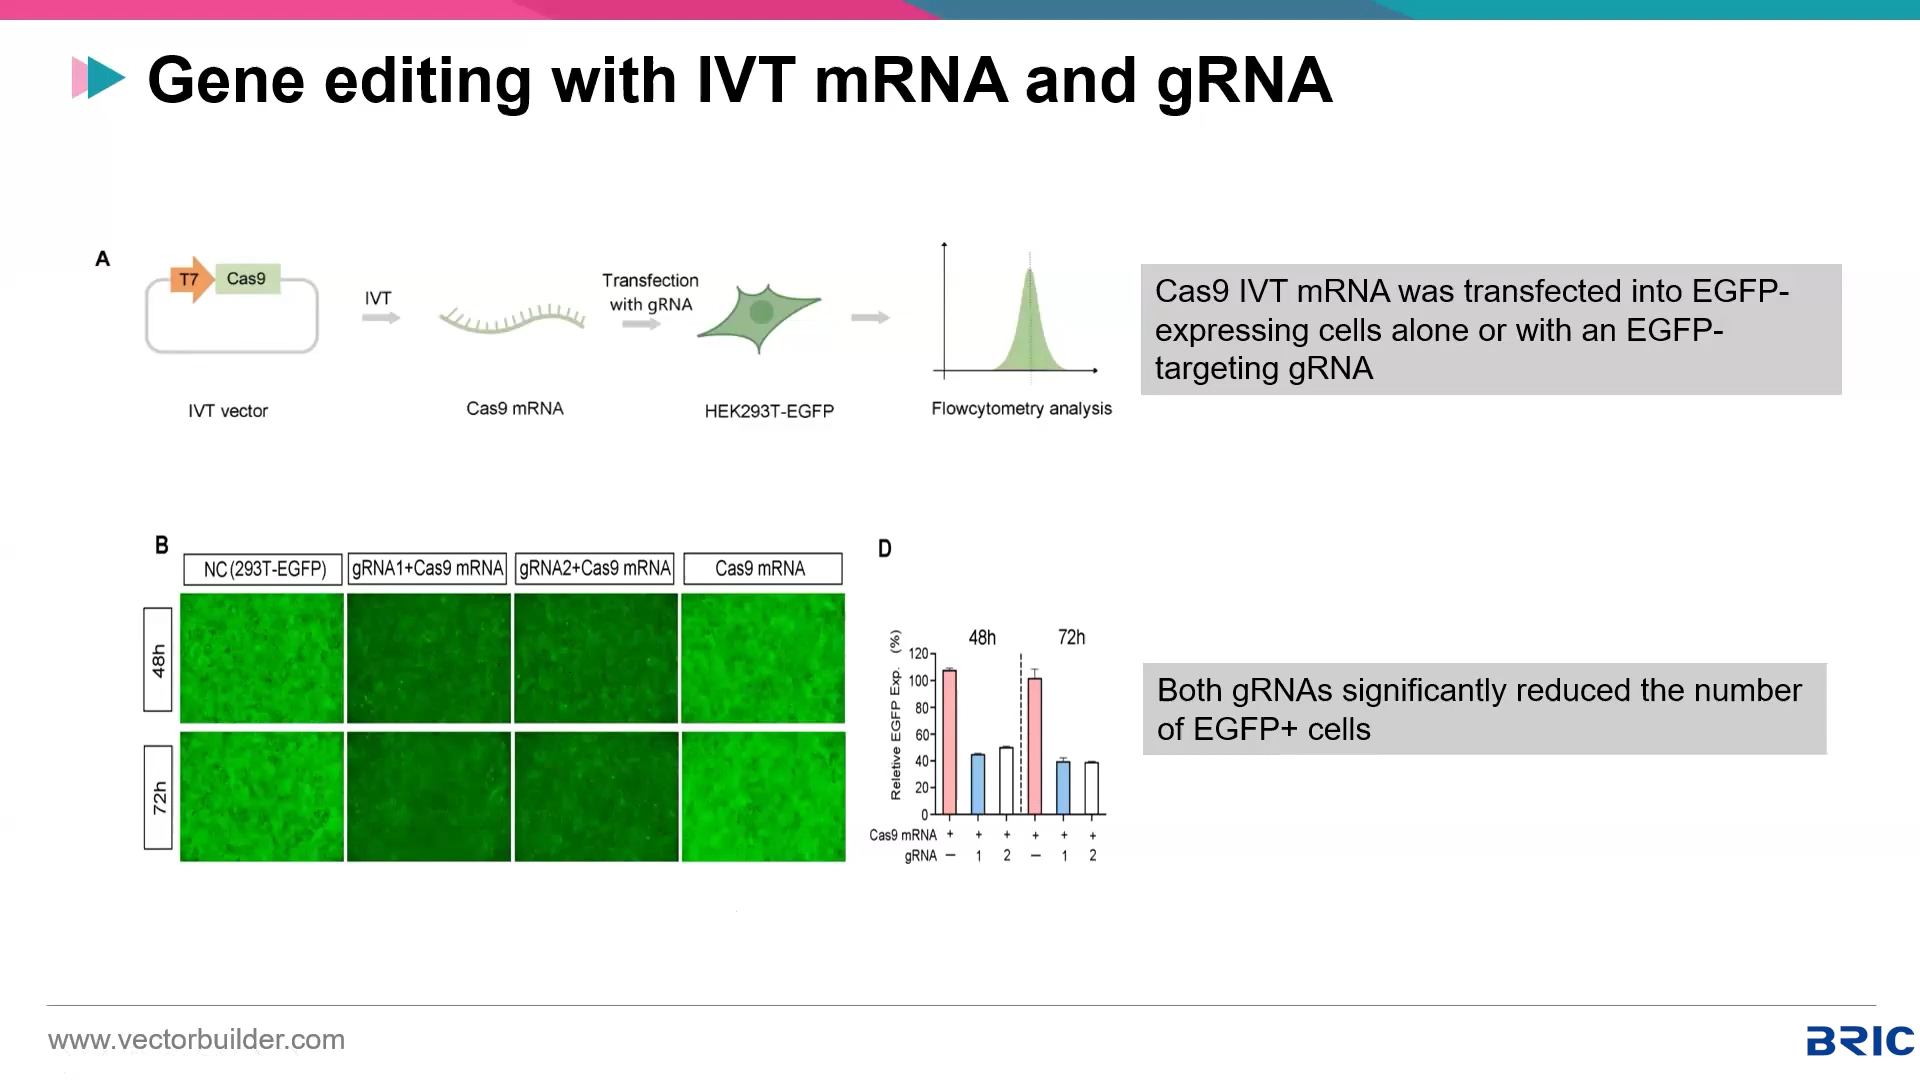 Gene editing with IVT mRNA and gRNA
A
T7
Cas9
IVT
Transfection
with gRNA
IVT vector
Cas9 mRNA
HEK293T-EGFP
Flowcytometry analysis
Cas9 IVT mRNA was transfected into EGFP-
expressing cells alone or with an EGFP-
targeting gRNA
B
NC(293T-EGFP)
gRNA1+Cas9 mRNA
gRNA2+Cas9 mRNA
Cas9 mRNA
48h
72h
D
48h
72h
Reletive EGFP Exp. (%)
120
100
80
60
40
20
0
Cas9 mRNA + + + + + +
gRNA — 1 2 — 1 2
Both gRNAs significantly reduced the number
of EGFP+ cells
www.vectorbuilder.com
BRIC